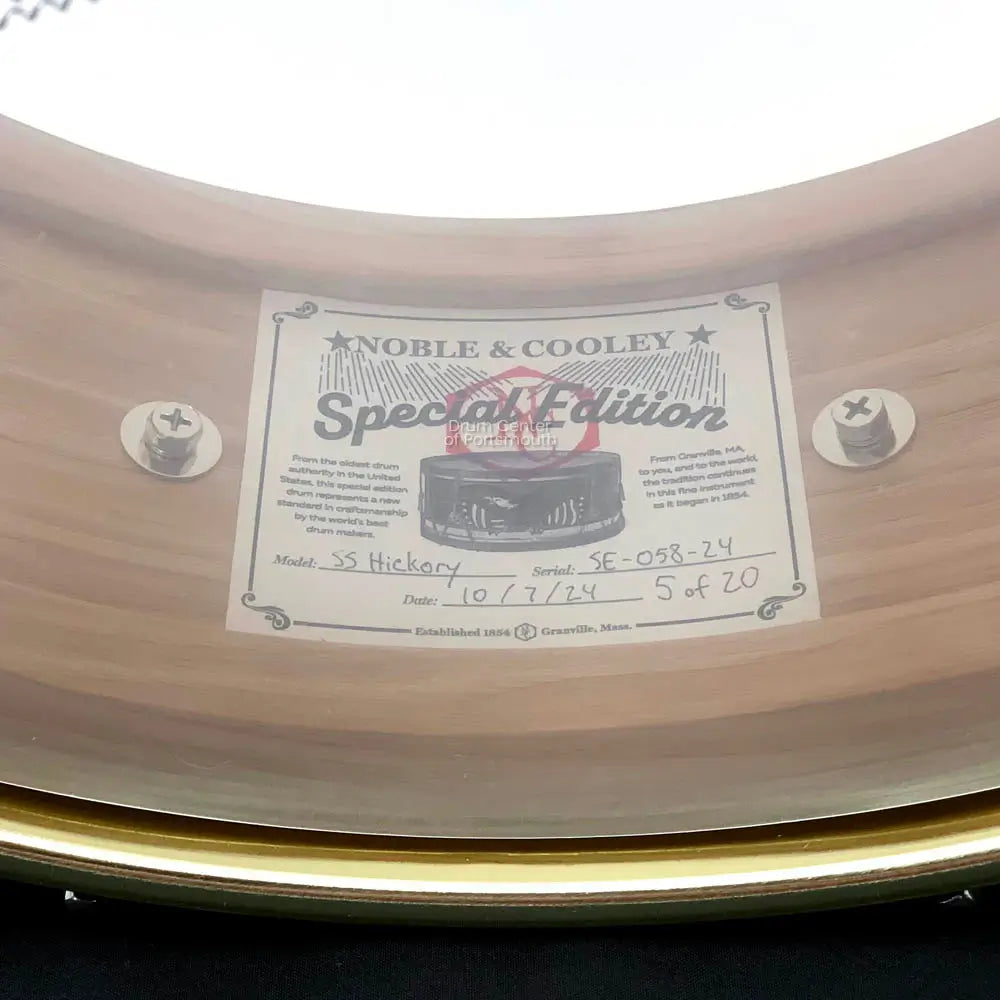 ★NOBLE & COOLEY★
Special Edition
Drum Center
of Portsmouth
From the oldest drum
authority in the United
States, this special edition
drum represents a new
standard in craftsmanship
by the world's best
drum makers.
From Granville, MA,
to you, and to the world,
the tradition continues
in this fine instrument
as it began in 1854.
Model: SS Hickory Serial: SE-058-24
Date: 10/7/24 5 of 20
Established 1854 NC Granville, Mass.